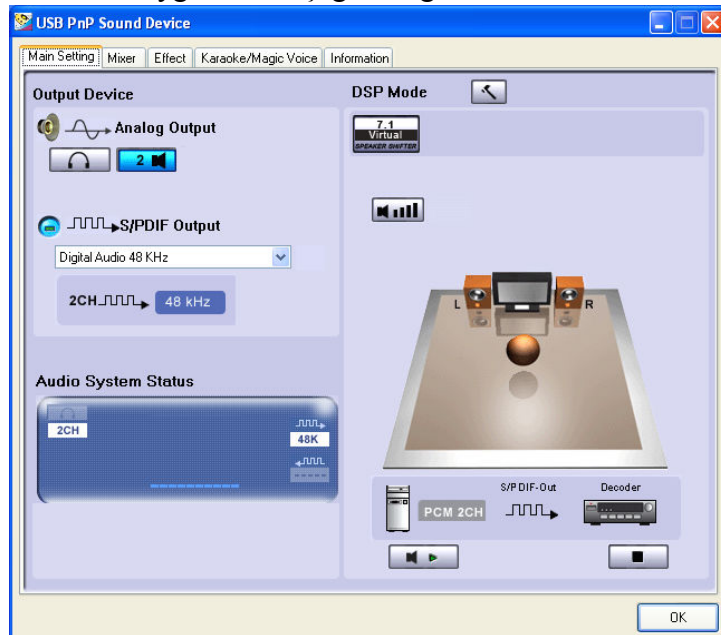 USB PnP Sound Device
Main Setting Mixer Effect Karaoke/Magic Voice Information
Output Device
Analog Output
2
S/PDIF Output
Digital Audio 48 KHz
2CH
48 kHz
Audio System Status
2CH
48K
-----
DSP Mode
7.1
Virtual
SPEAKER SHIFTER
L
R
S/PDIF-Out Decoder
PCM 2CH
OK